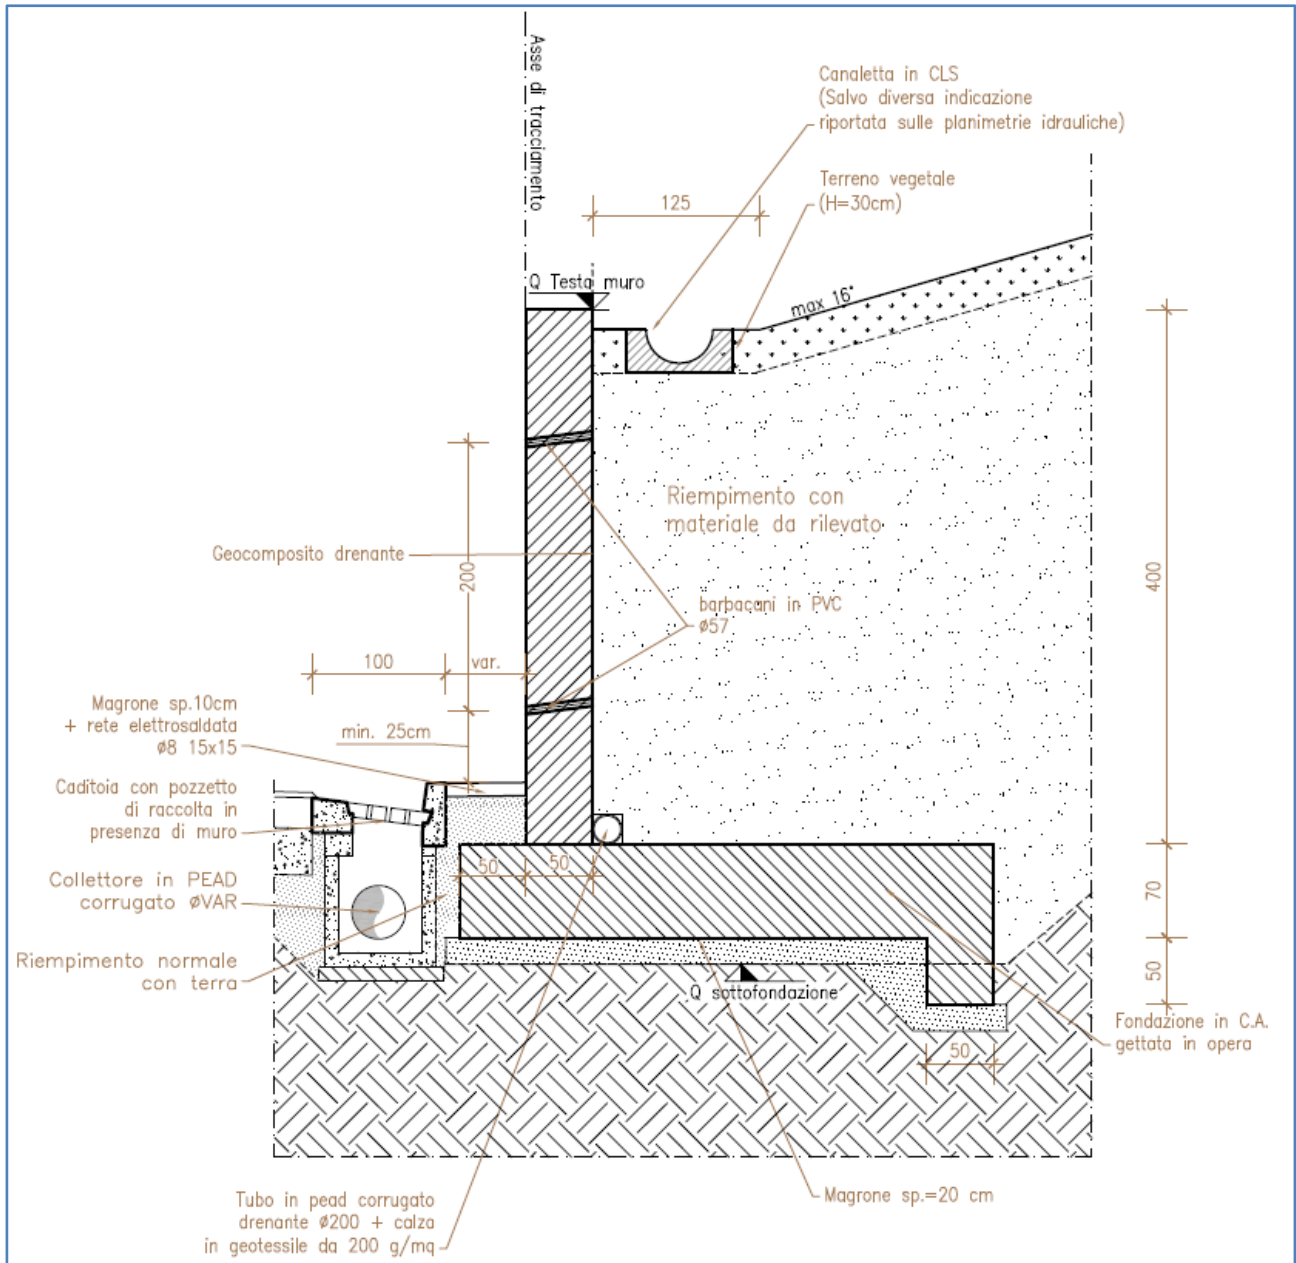 Asse di tracciamento
Canaletta in CLS
(Salvo diversa indicazione
riportata sulle planimetrie idrauliche)
Terreno vegetale
(H=30cm)
125
Q Testa muro
max 16°
Riempimento con
materiale da rilevato
Geocomposito drenante
200
400
barbacani in PVC
ø57
100
var.
Magrone sp.10cm
+ rete elettrosaldata
ø8 15x15
min. 25cm
Caditoia con pozzetto
di raccolta in
presenza di muro
50
50
70
Collettore in PEAD
corrugato øVAR
Riempimento normale
con terra
50
Q sottofondazione
Fondazione in C.A.
gettata in opera
50
Tubo in pead corrugato
drenante ø200 + calza
in geotessile da 200 g/mq
Magrone sp.=20 cm